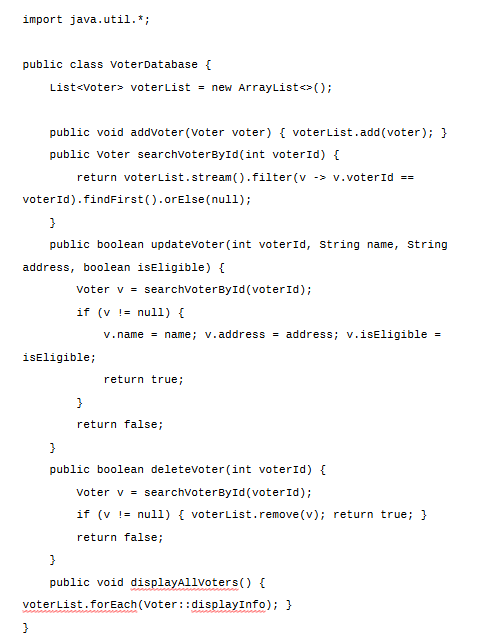 import java.util.*;

public class VoterDatabase {
    List<Voter> voterList = new ArrayList<>();

    public void addVoter(Voter voter) { voterList.add(voter); }
    public Voter searchVoterById(int voterId) {
        return voterList.stream().filter(v -> v.voterId ==
voterId).findFirst().orElse(null);
    }
    public boolean updateVoter(int voterId, String name, String
address, boolean isEligible) {
        Voter v = searchVoterById(voterId);
        if (v != null) {
            v.name = name; v.address = address; v.isEligible =
isEligible;
            return true;
        }
        return false;
    }
    public boolean deleteVoter(int voterId) {
        Voter v = searchVoterById(voterId);
        if (v != null) { voterList.remove(v); return true; }
        return false;
    }
    public void displayAllVoters() {
voterList.forEach(Voter::displayInfo); }
}